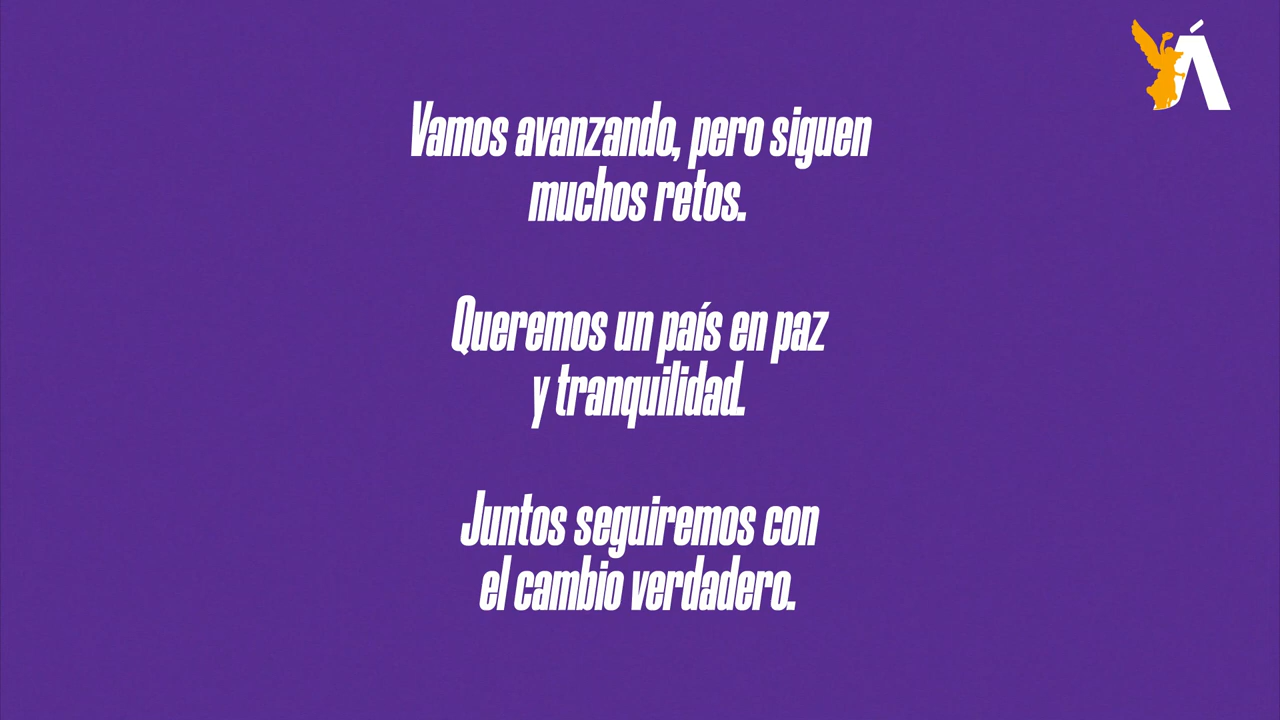 Á
Vamos avanzando, pero siguen
muchos retos.
Queremos un país en paz
y tranquilidad.
Juntos seguiremos con
el cambio verdadero.